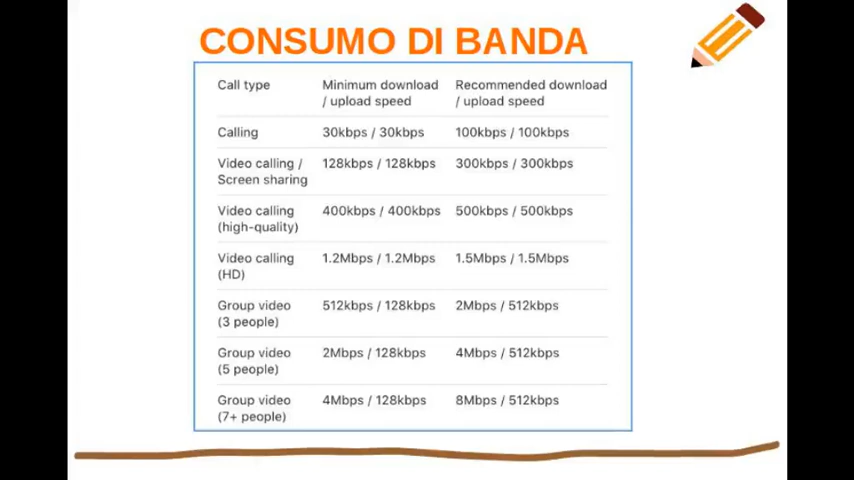 CONSUMO DI BANDA
Call type Minimum download Recommended download
/ upload speed / upload speed
Calling 30kbps / 30kbps 100kbps / 100kbps
Video calling / 128kbps / 128kbps 300kbps / 300kbps
Screen sharing
Video calling 400kbps / 400kbps 500kbps / 500kbps
(high-quality)
Video calling 1.2Mbps / 1.2Mbps 1.5Mbps / 1.5Mbps
(HD)
Group video 512kbps / 128kbps 2Mbps / 512kbps
(3 people)
Group video 2Mbps / 128kbps 4Mbps / 512kbps
(5 people)
Group video 4Mbps / 128kbps 8Mbps / 512kbps
(7+ people)